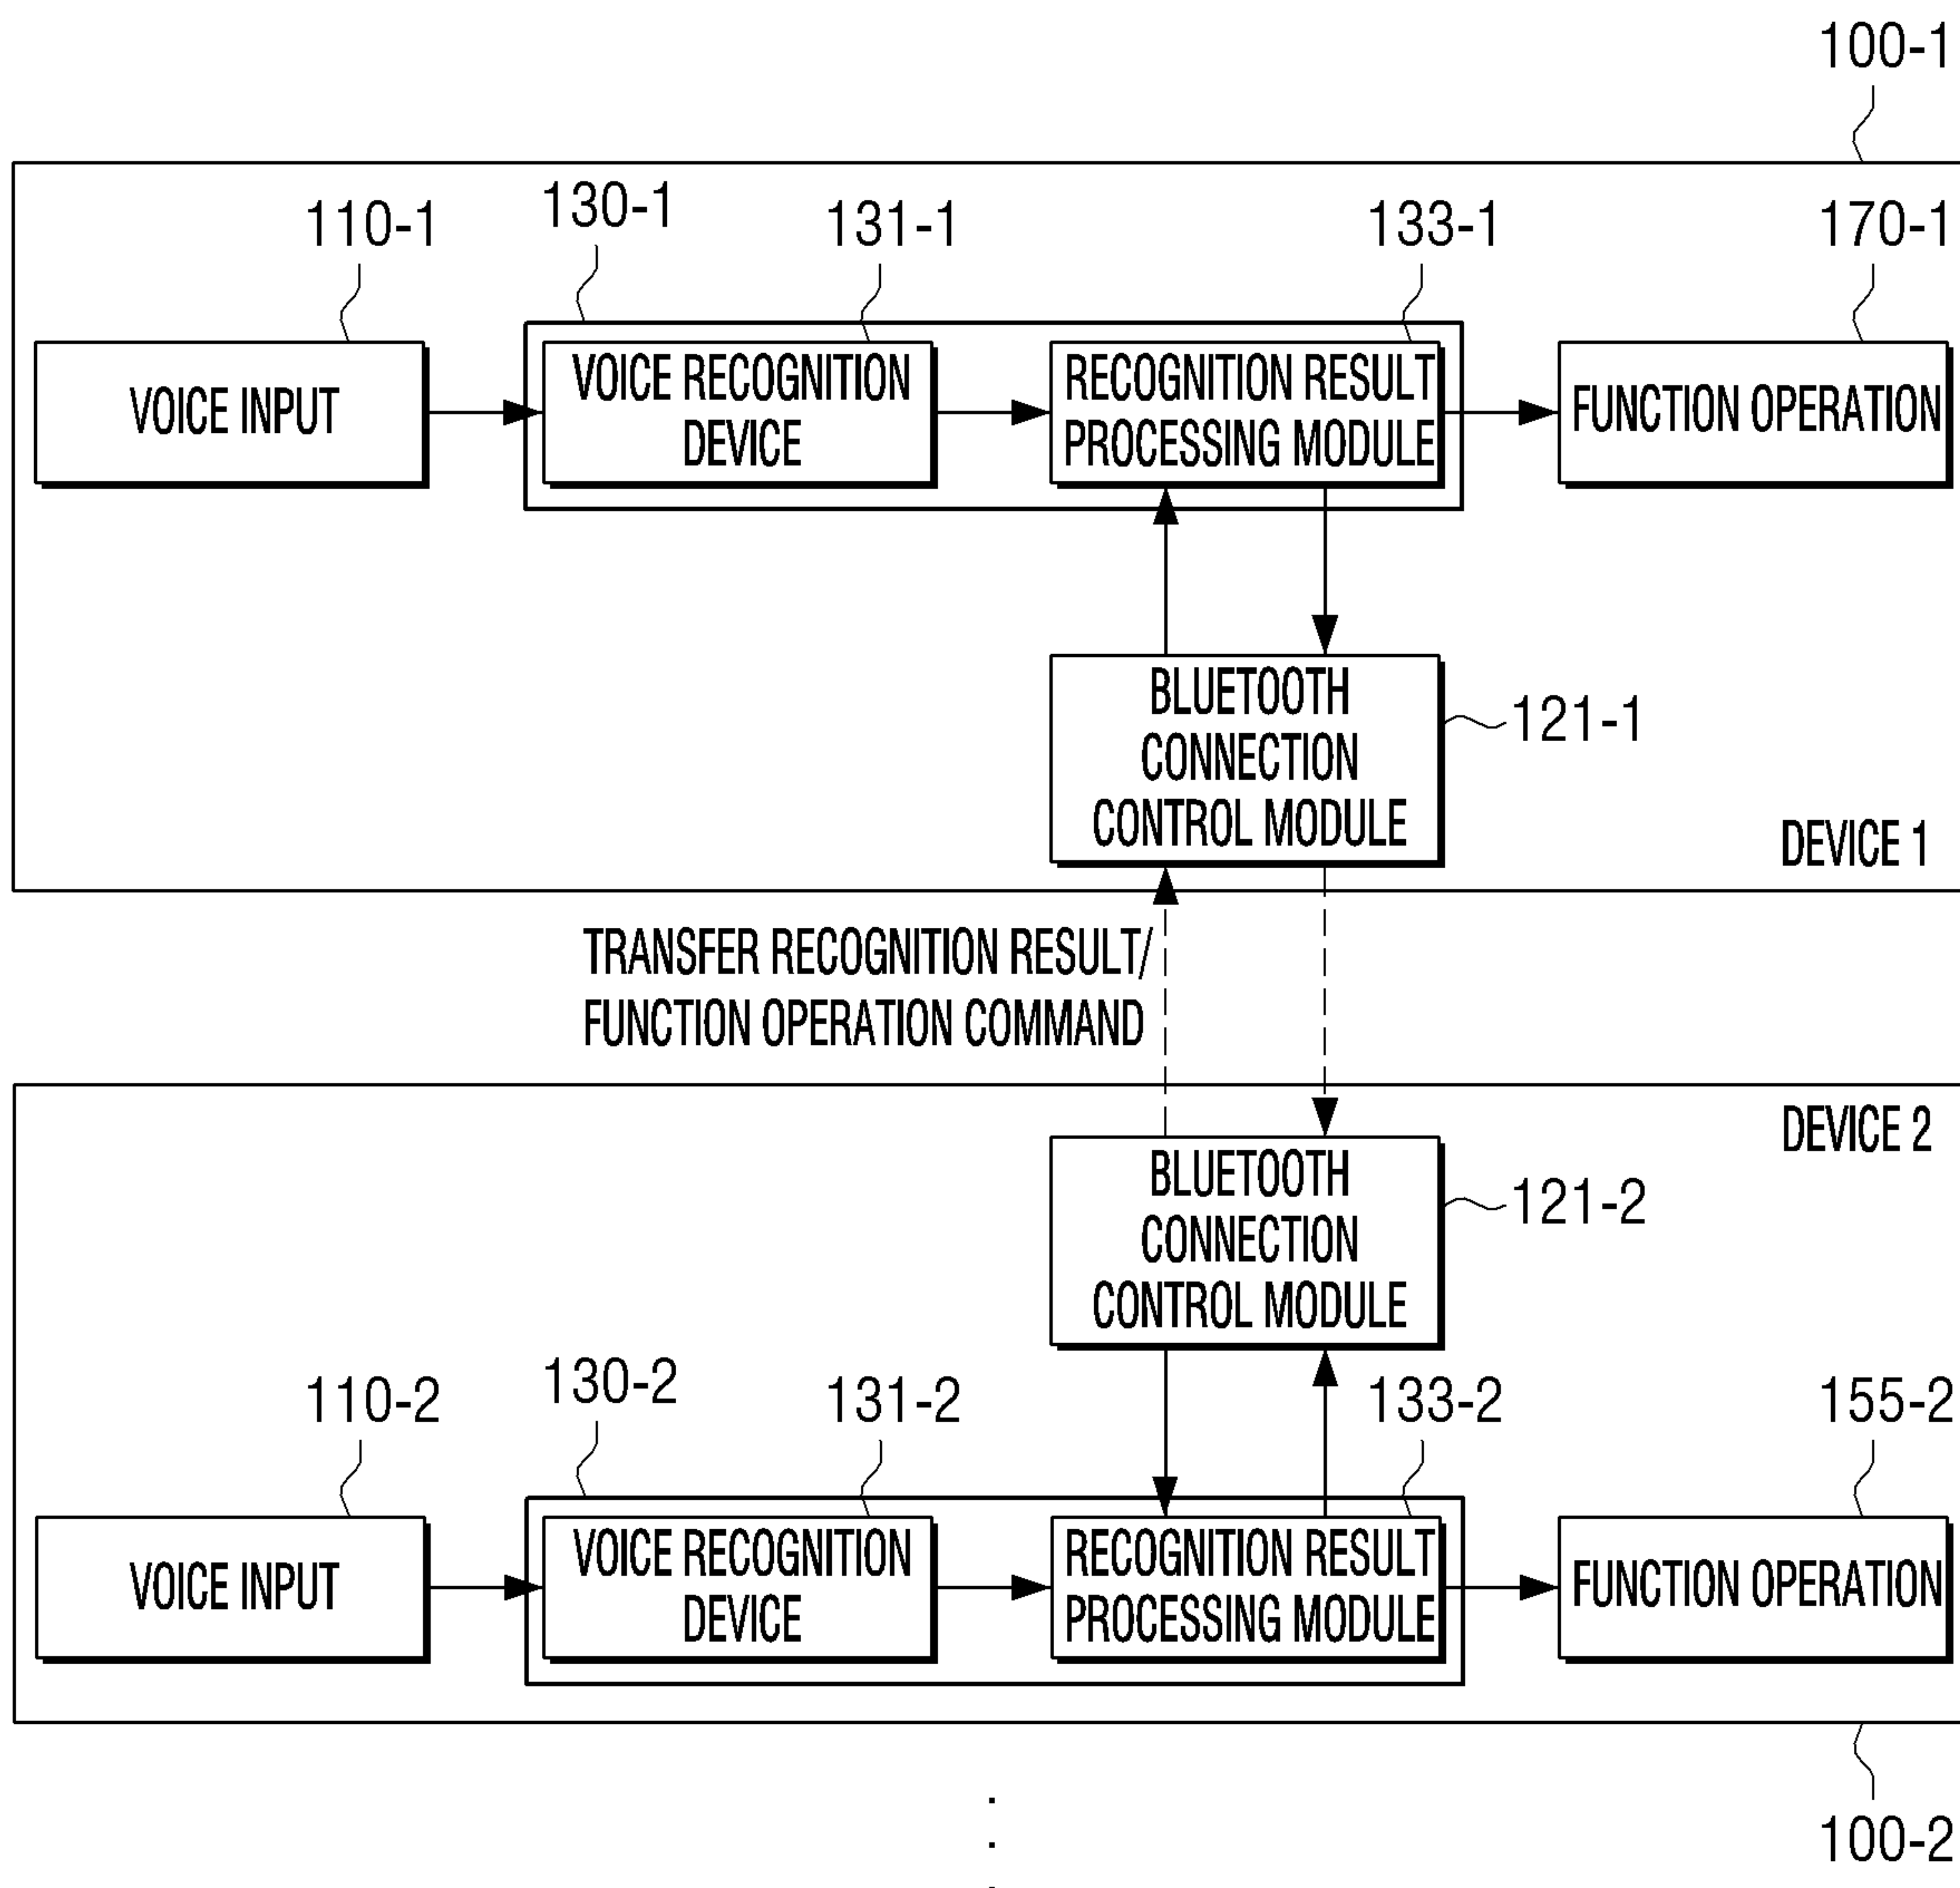 100-1
110-1
130-1
131-1
133-1
170-1
VOICE INPUT
VOICE RECOGNITION
DEVICE
RECOGNITION RESULT
PROCESSING MODULE
FUNCTION OPERATION
BLUETOOTH
CONNECTION
CONTROL MODULE
121-1
DEVICE 1
TRANSFER RECOGNITION RESULT/
FUNCTION OPERATION COMMAND
DEVICE 2
BLUETOOTH
CONNECTION
CONTROL MODULE
121-2
110-2
130-2
131-2
133-2
155-2
VOICE INPUT
VOICE RECOGNITION
DEVICE
RECOGNITION RESULT
PROCESSING MODULE
FUNCTION OPERATION
100-2